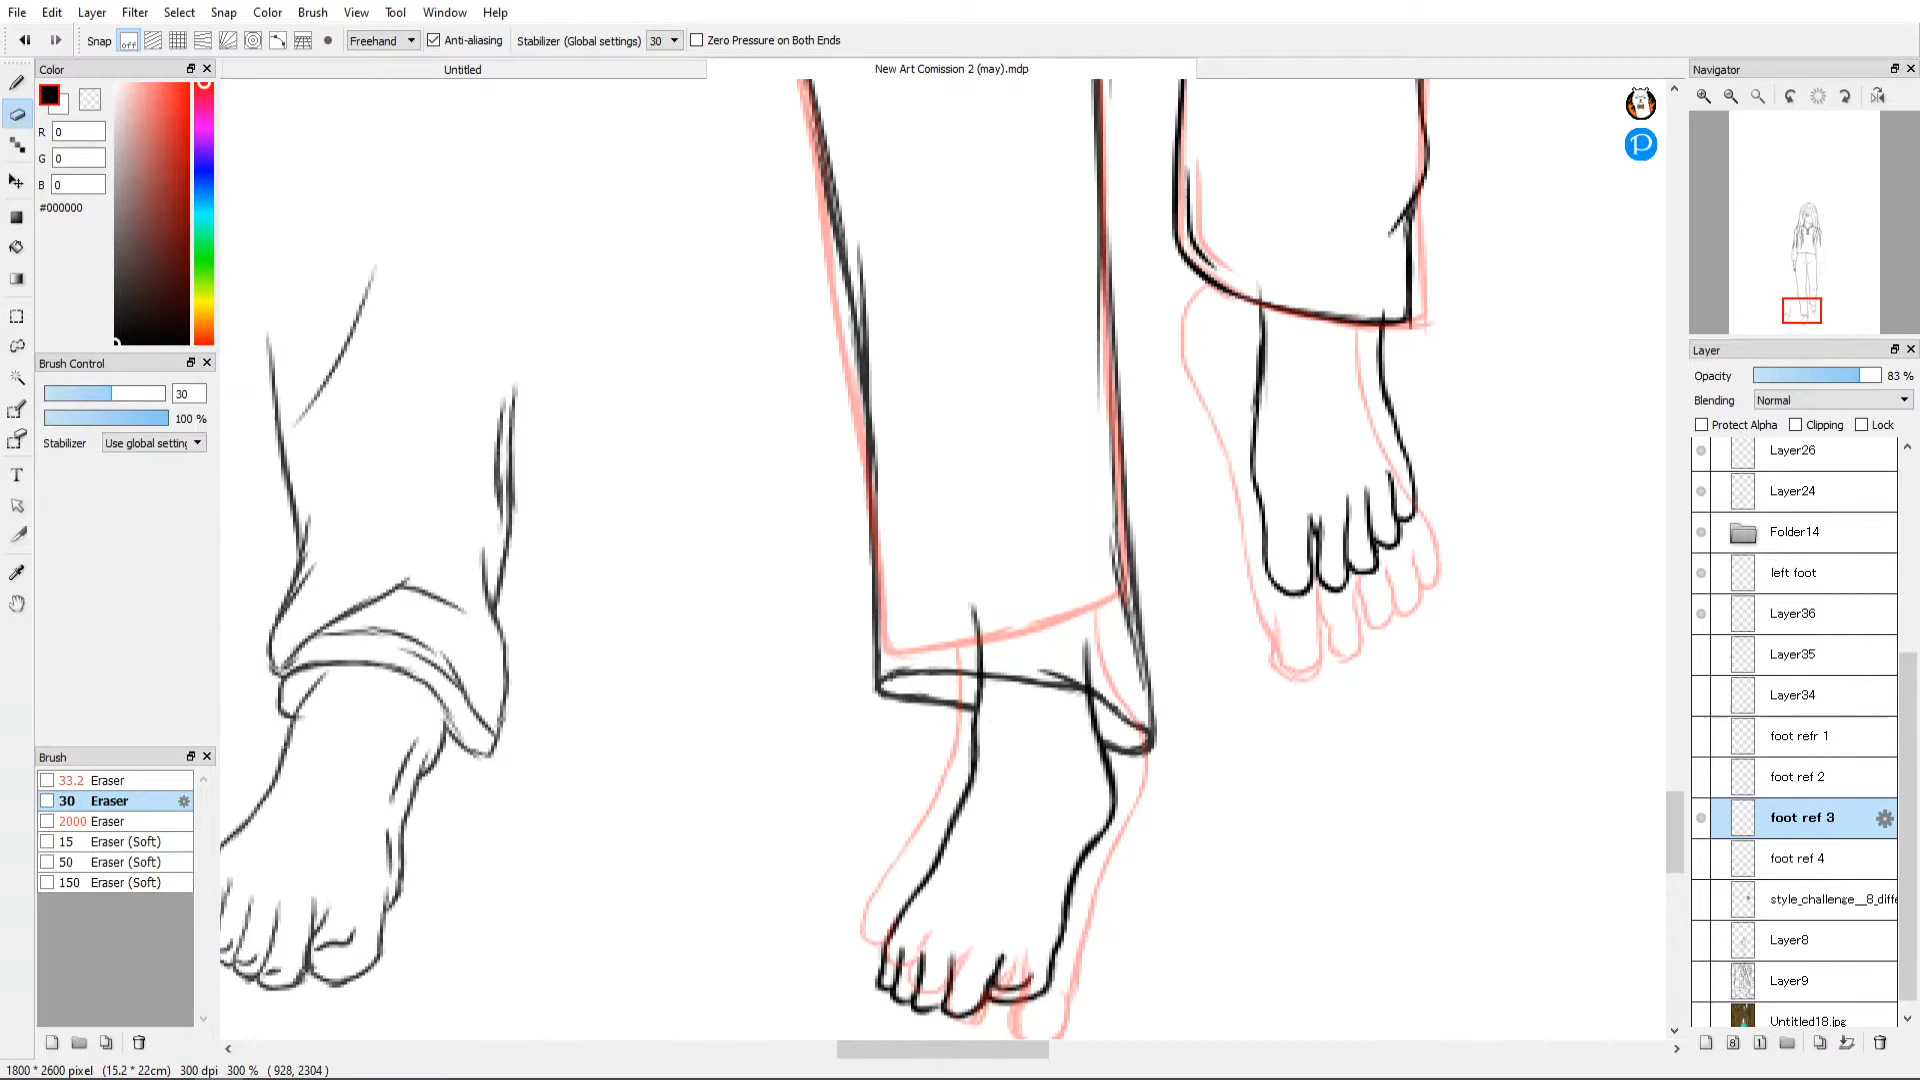 File Edit Layer Filter Select Snap Color Brush View Tool Window Help
Snap off Freehand Anti-aliasing Stabilizer (Global settings) 30 Zero Pressure on Both Ends
Color
Untitled
New Art Comission 2 (may).mdp
Navigator
R 0
G 0
B 0
#000000
Brush Control
30
100 %
Stabilizer Use global settin
Brush
33.2 Eraser
30 Eraser
2000 Eraser
15 Eraser (Soft)
50 Eraser (Soft)
150 Eraser (Soft)
Layer
Opacity 83 %
Blending Normal
Protect Alpha Clipping Lock
Layer26
Layer24
Folder14
left foot
Layer36
Layer35
Layer34
foot refr 1
foot ref 2
foot ref 3
foot ref 4
style_challenge__8_diffe
Layer8
Layer9
Untitled18.jpg
8 1
1800 * 2600 pixel (15.2 * 22cm) 300 dpi 300 % ( 928, 2304 )